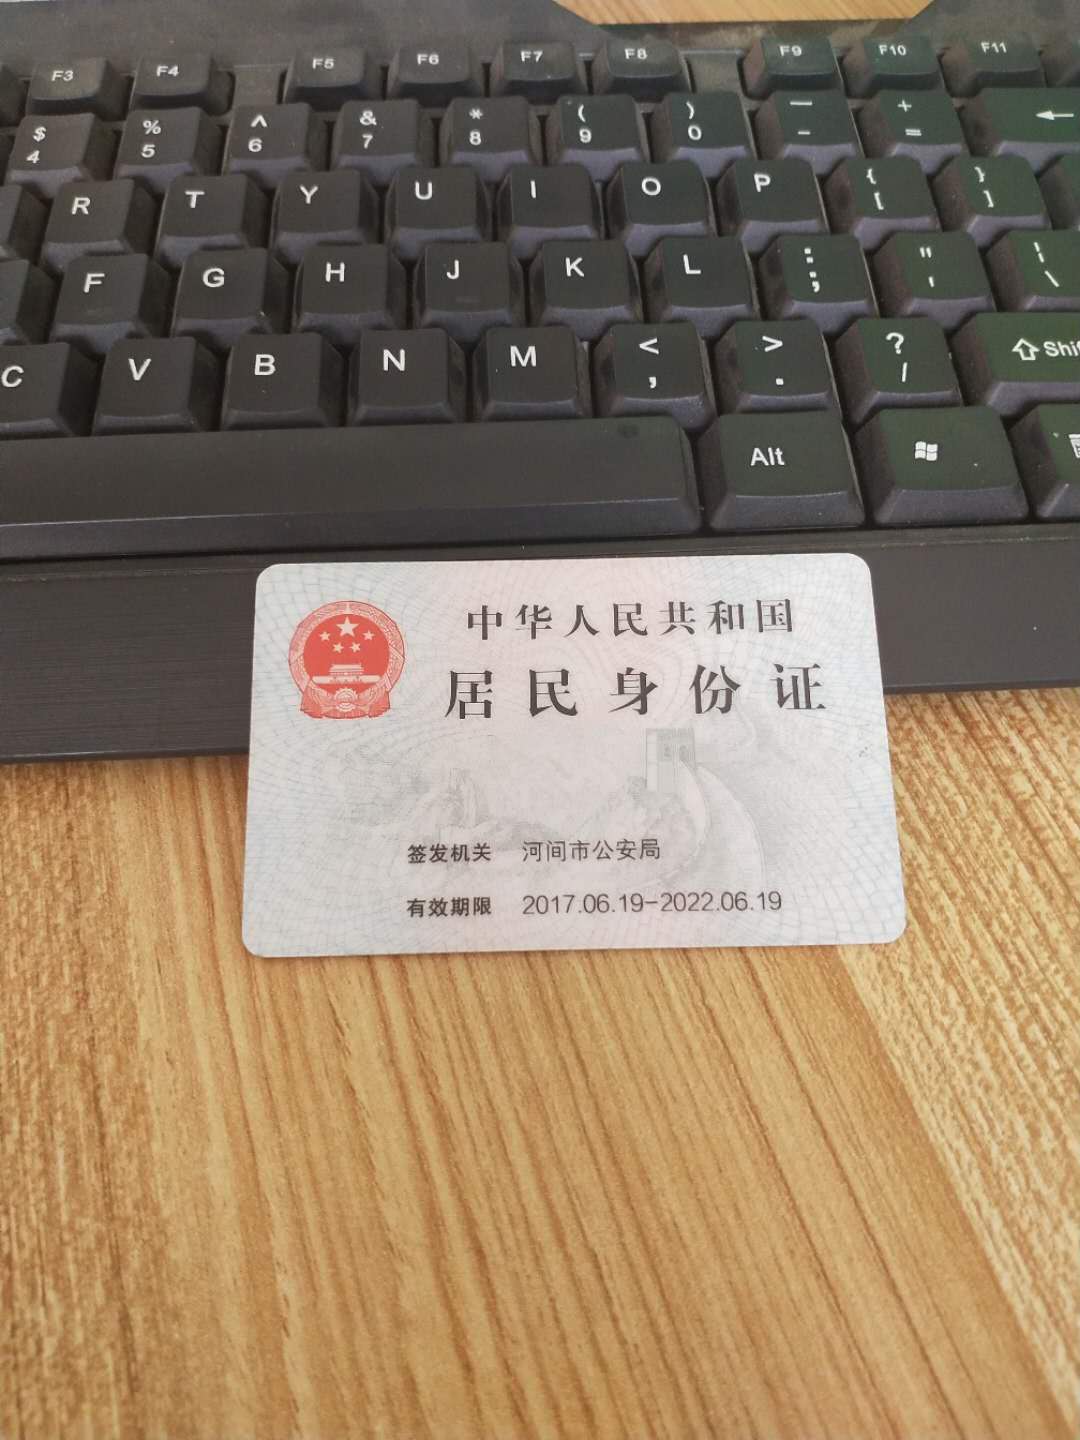 F3 F4 F5 F6 F7 F8 F9 F10 F11
$ 4 % 5 ^ 6 & 7 * 8 ( 9 ) 0 — - + = ←
R T Y U I O P { [ } ]
F G H J K L : ; " ' | \
C V B N M < , > . ? / Shif
Alt
中华人民共和国
居民身份证
签发机关 河间市公安局
有效期限 2017.06.19-2022.06.19